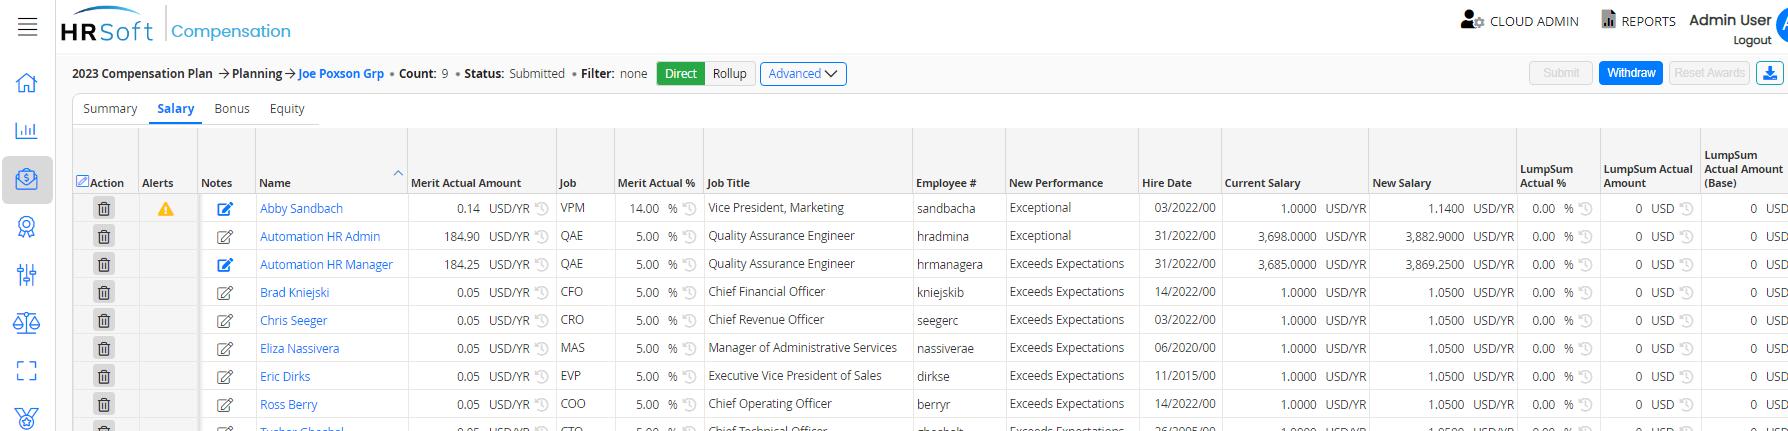 HRSoft Compensation CLOUD ADMIN REPORTS Admin User
Logout
2023 Compensation Plan → Planning → Joe Poxson Grp • Count: 9 • Status: Submitted • Filter: none Direct Rollup Advanced Submit Withdraw Reset Awards
Summary Salary Bonus Equity
Action Alerts Notes Name Merit Actual Amount Job Merit Actual % Job Title Employee # New Performance Hire Date Current Salary New Salary LumpSum Actual % LumpSum Actual Amount LumpSum Actual Amount (Base)
Abby Sandbach 0.14 USD/YR VPM 14.00 % Vice President, Marketing sandbacha Exceptional 03/2022/00 1.0000 USD/YR 1.1400 USD/YR 0.00 % 0 USD 0 USD
Automation HR Admin 184.90 USD/YR QAE 5.00 % Quality Assurance Engineer hradmina Exceptional 31/2022/00 3,698.0000 USD/YR 3,882.9000 USD/YR 0.00 % 0 USD 0 USD
Automation HR Manager 184.25 USD/YR QAE 5.00 % Quality Assurance Engineer hrmanagera Exceeds Expectations 31/2022/00 3,685.0000 USD/YR 3,869.2500 USD/YR 0.00 % 0 USD 0 USD
Brad Kniejski 0.05 USD/YR CFO 5.00 % Chief Financial Officer kniejskib Exceeds Expectations 14/2022/00 1.0000 USD/YR 1.0500 USD/YR 0.00 % 0 USD 0 USD
Chris Seeger 0.05 USD/YR CRO 5.00 % Chief Revenue Officer seegerc Exceeds Expectations 03/2022/00 1.0000 USD/YR 1.0500 USD/YR 0.00 % 0 USD 0 USD
Eliza Nassivera 0.05 USD/YR MAS 5.00 % Manager of Administrative Services nassiverae Exceeds Expectations 06/2020/00 1.0000 USD/YR 1.0500 USD/YR 0.00 % 0 USD 0 USD
Eric Dirks 0.05 USD/YR EVP 5.00 % Executive Vice President of Sales dirkse Exceeds Expectations 11/2015/00 1.0000 USD/YR 1.0500 USD/YR 0.00 % 0 USD 0 USD
Ross Berry 0.05 USD/YR COO 5.00 % Chief Operating Officer berryr Exceeds Expectations 14/2022/00 1.0000 USD/YR 1.0500 USD/YR 0.00 % 0 USD 0 USD